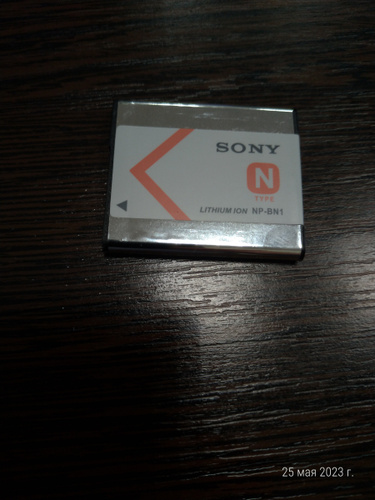 SONY
N
TYPE
LITHIUM ION NP-BN1
25 мая 2023 г.